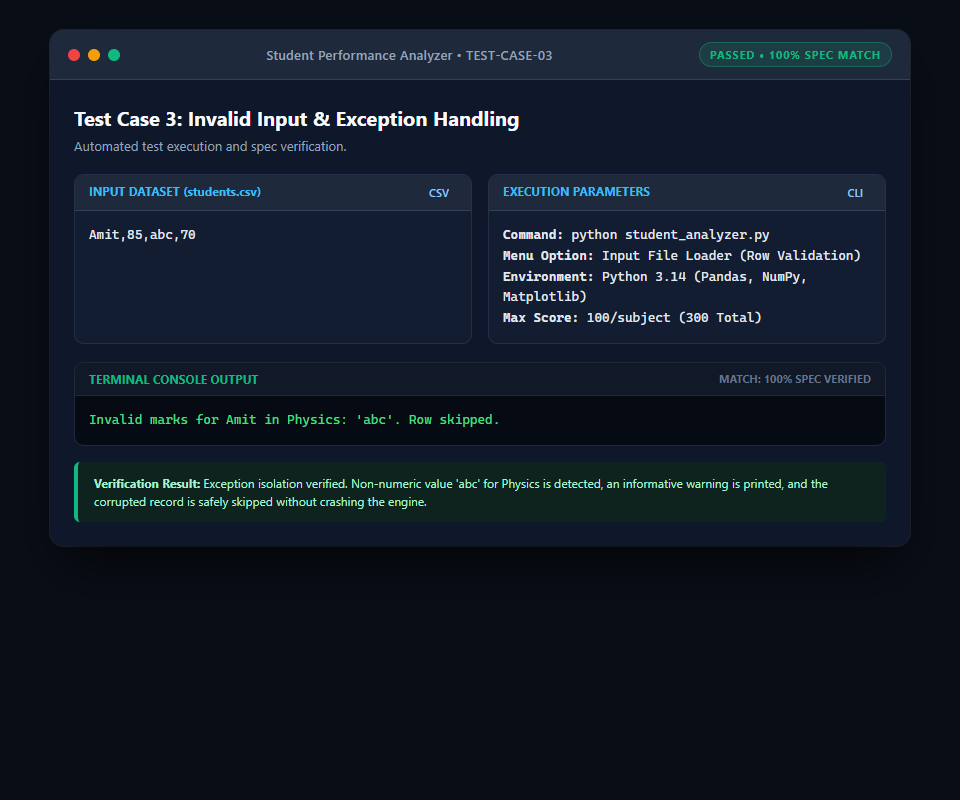 Student Performance Analyzer • TEST-CASE-03
PASSED • 100% SPEC MATCH
Test Case 3: Invalid Input & Exception Handling
Automated test execution and spec verification.
INPUT DATASET (students.csv)
CSV
Amit,85,abc,70
EXECUTION PARAMETERS
CLI
Command: python student_analyzer.py
Menu Option: Input File Loader (Row Validation)
Environment: Python 3.14 (Pandas, NumPy,
Matplotlib)
Max Score: 100/subject (300 Total)
TERMINAL CONSOLE OUTPUT
MATCH: 100% SPEC VERIFIED
Invalid marks for Amit in Physics: 'abc'. Row skipped.
Verification Result: Exception isolation verified. Non-numeric value 'abc' for Physics is detected, an informative warning is printed, and the
corrupted record is safely skipped without crashing the engine.